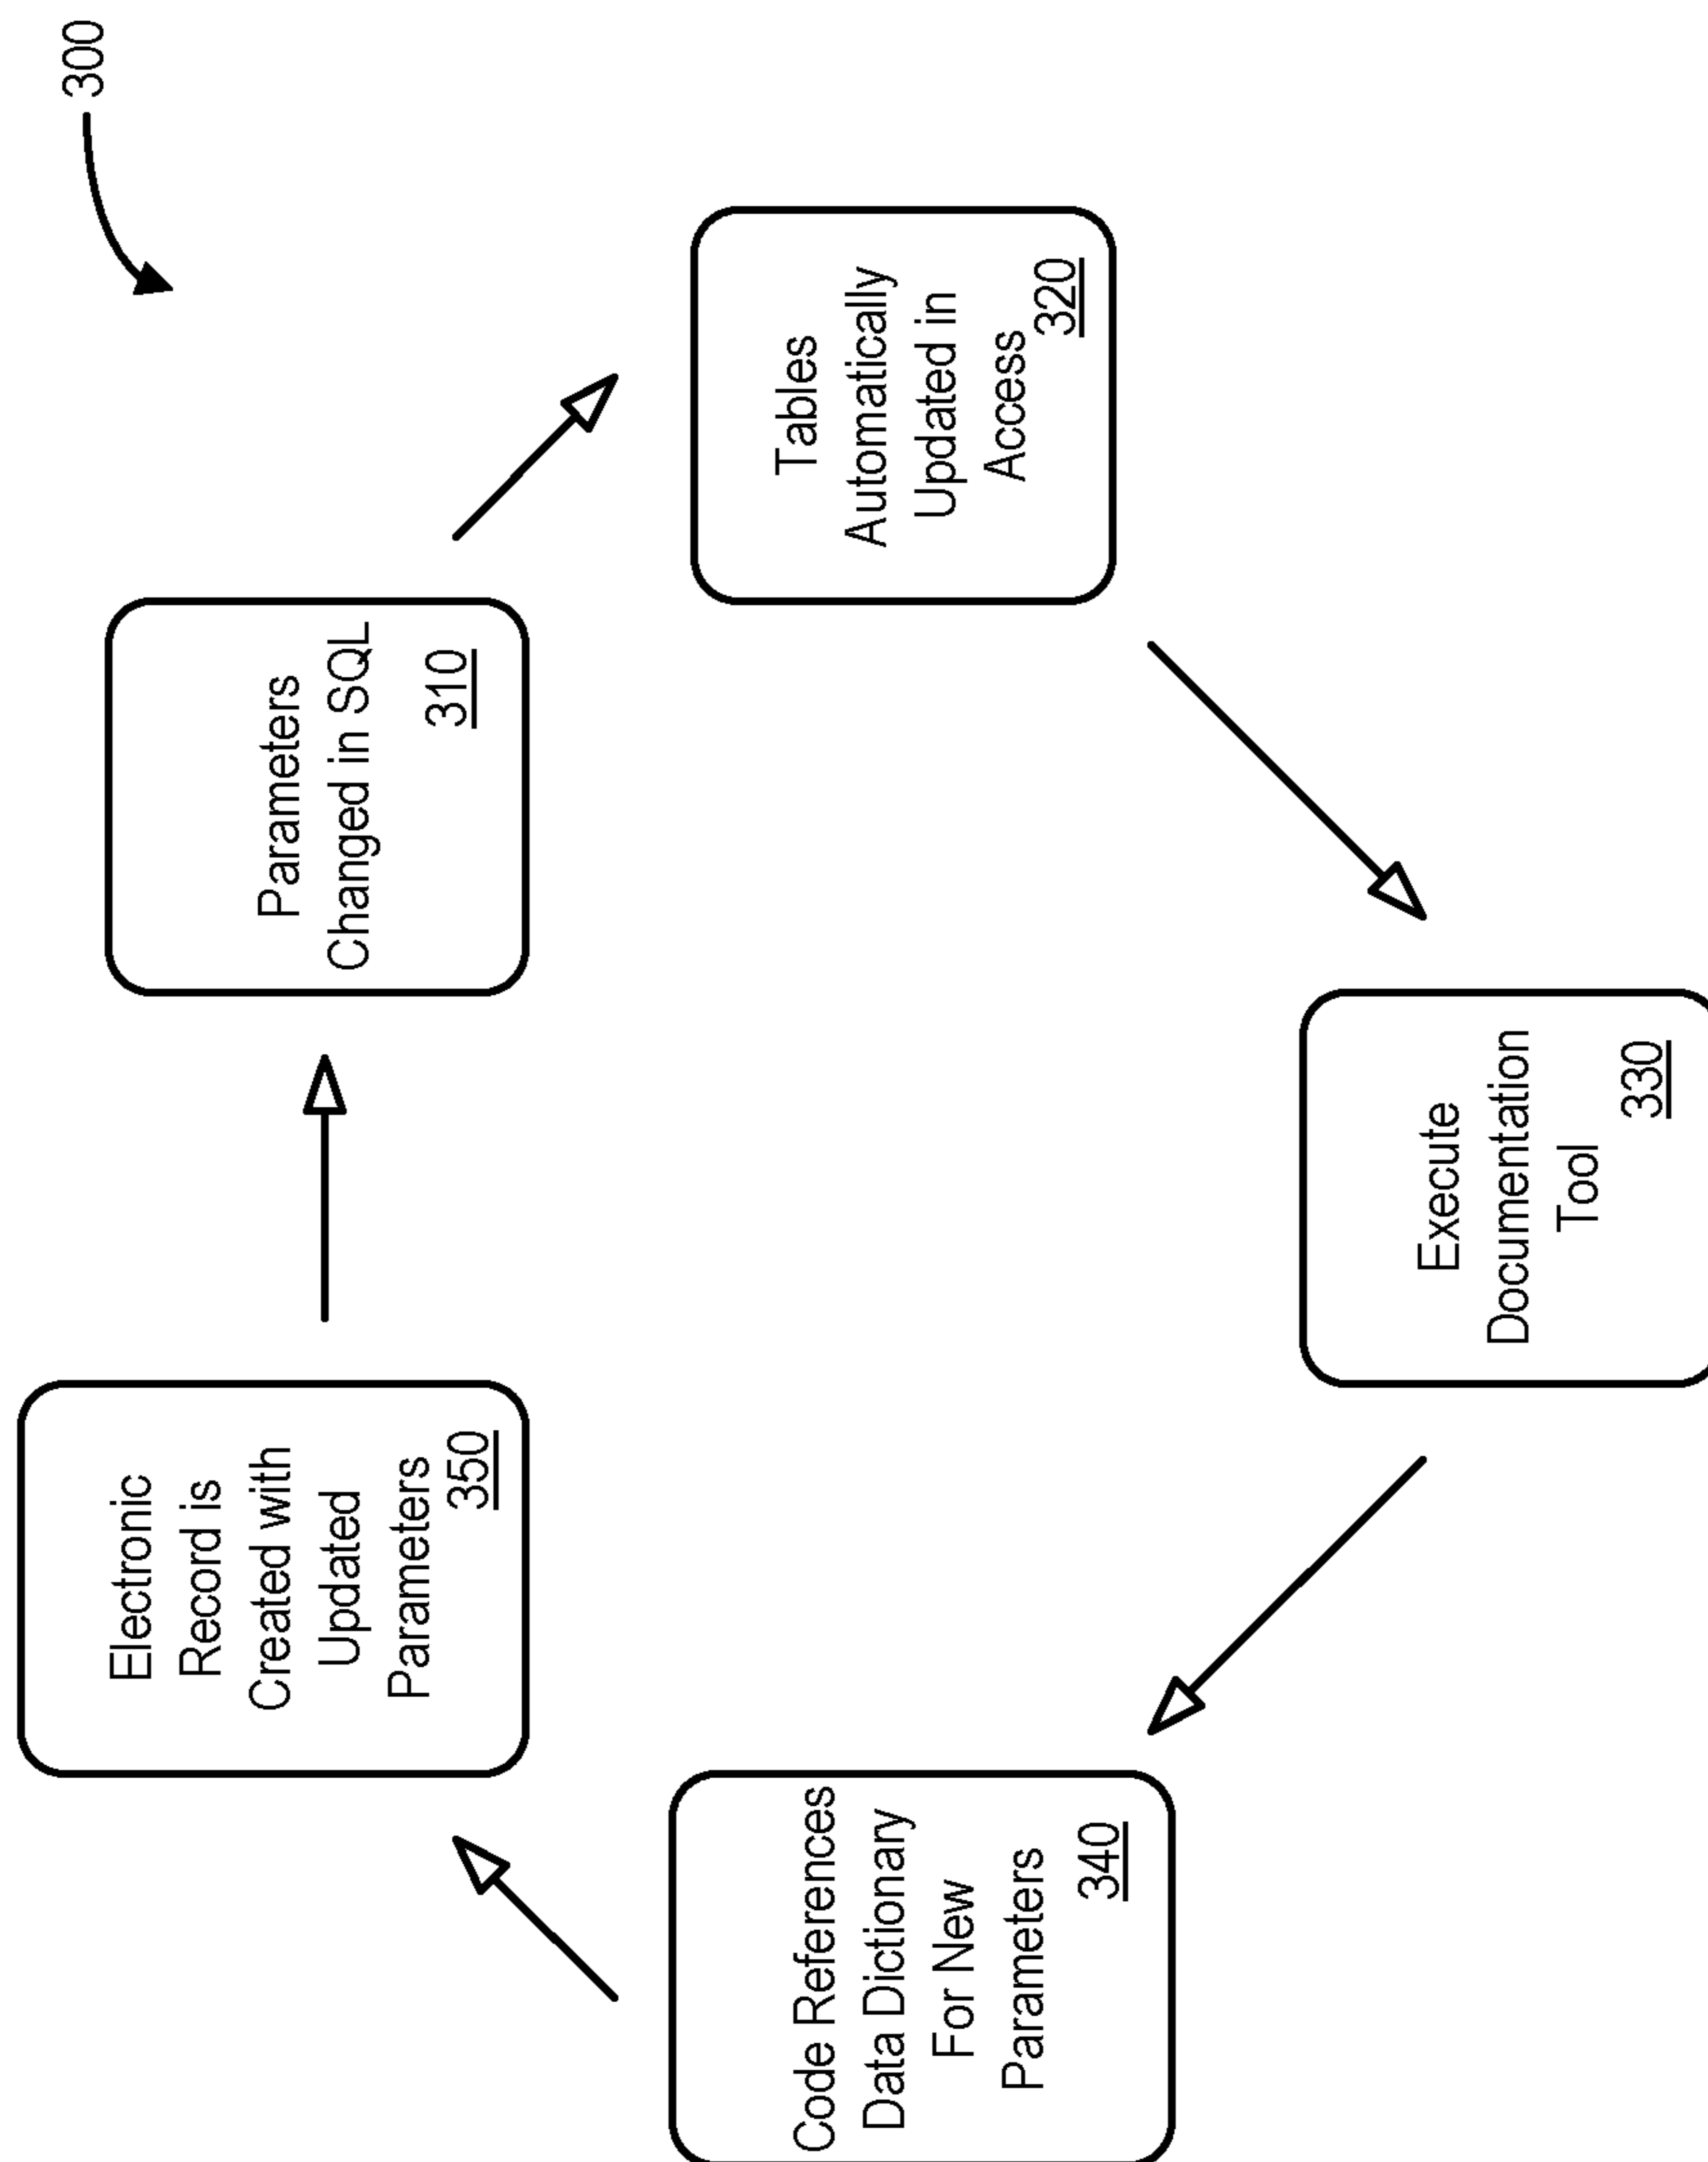 300
Parameters
Changed in SQL
310
Tables
Automatically
Updated in
Access
320
Execute
Documentation
Tool
330
Code References
Data Dictionary
For New
Parameters
340
Electronic
Record is
Created with
Updated
Parameters
350